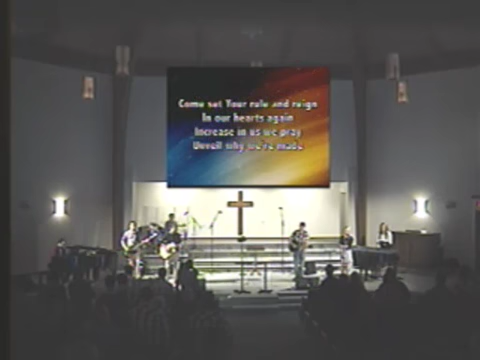 Come set Your rule and reign
In our hearts again
Increase in us we pray
Unveil why we're made